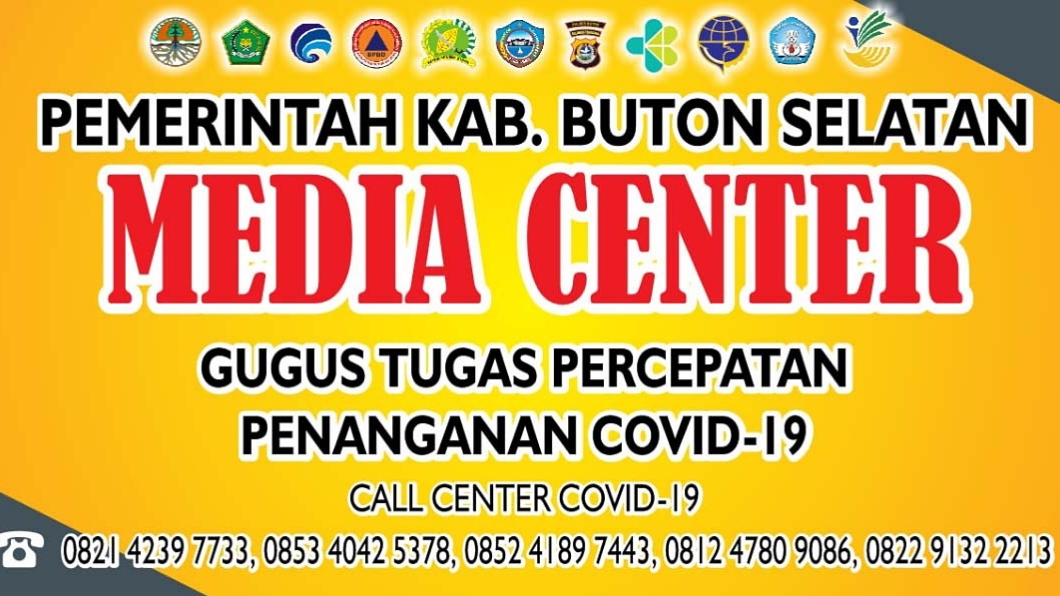 PEMERINTAH KAB. BUTON SELATAN
MEDIA CENTER
GUGUS TUGAS PERCEPATAN
PENANGANAN COVID-19
CALL CENTER COVID-19
0821 4239 7733, 0853 4042 5378, 0852 4189 7443, 0812 4780 9086, 0822 9132 2213